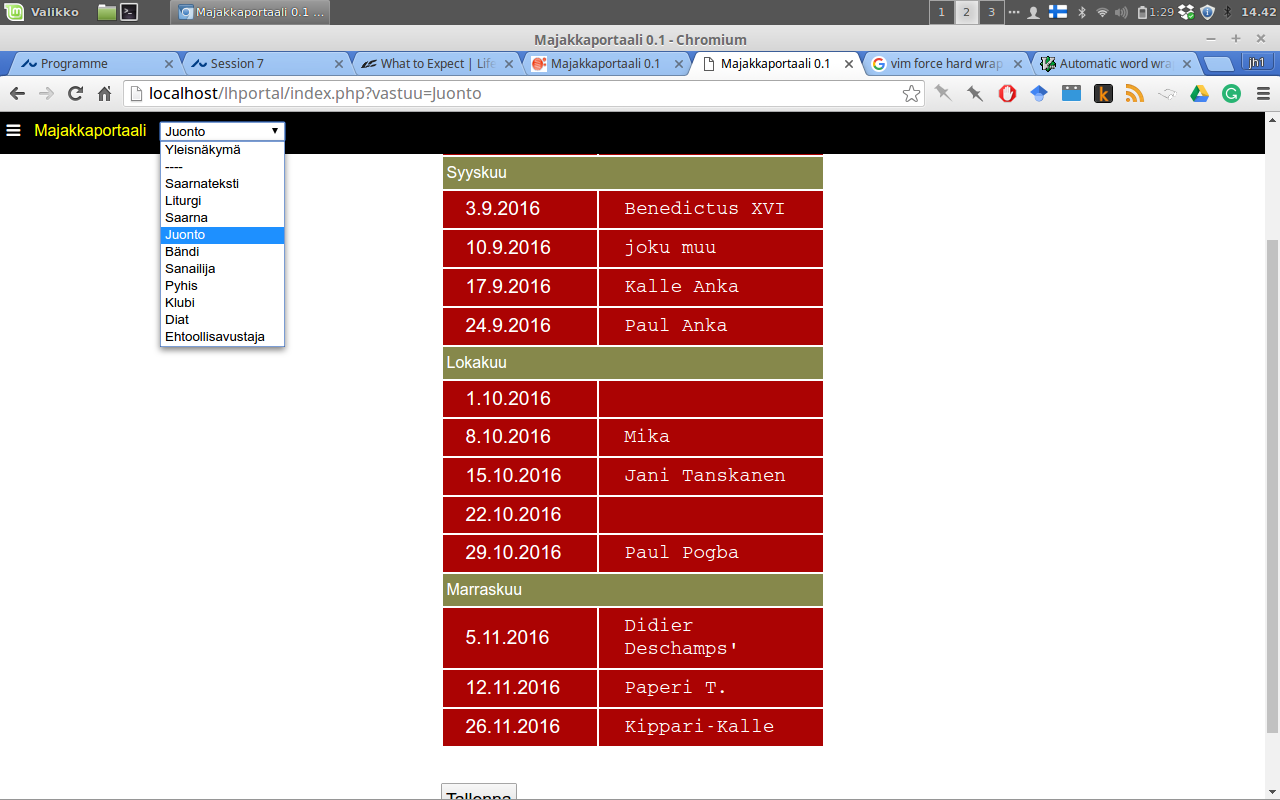 Valikko
Majakkaportaali 0.1 ...
1 2 3
1:29
14.42
Majakkaportaali 0.1 - Chromium
Programme
Session 7
What to Expect | Life
Majakkaportaali 0.1
Majakkaportaali 0.1
vim force hard wrap
Automatic word wrap
jh1
localhost/lhportal/index.php?vastuu=Juonto
Majakkaportaali
Juonto
Yleisnäkymä
----
Saarnateksti
Liturgi
Saarna
Juonto
Bändi
Sanailija
Pyhis
Klubi
Diat
Ehtoollisavustaja
Syyskuu
3.9.2016 Benedictus XVI
10.9.2016 joku muu
17.9.2016 Kalle Anka
24.9.2016 Paul Anka
Lokakuu
1.10.2016
8.10.2016 Mika
15.10.2016 Jani Tanskanen
22.10.2016
29.10.2016 Paul Pogba
Marraskuu
5.11.2016 Didier
Deschamps'
12.11.2016 Paperi T.
26.11.2016 Kippari-Kalle
Tallenna